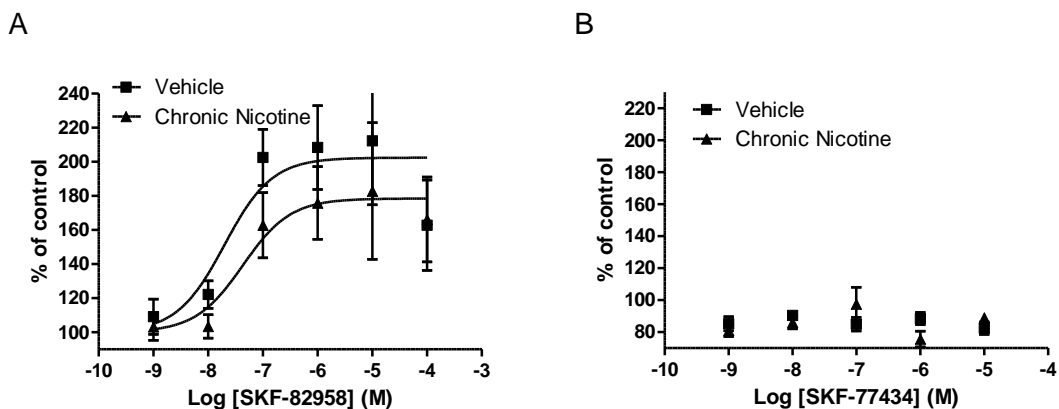 A
Vehicle
Chronic Nicotine
240
220
200
180
160
140
120
100
% of control
-10 -9 -8 -7 -6 -5 -4 -3
Log [SKF-82958] (M)
B
Vehicle
Chronic Nicotine
220
200
180
160
140
120
100
80
% of control
-10 -9 -8 -7 -6 -5 -4
Log [SKF-77434] (M)